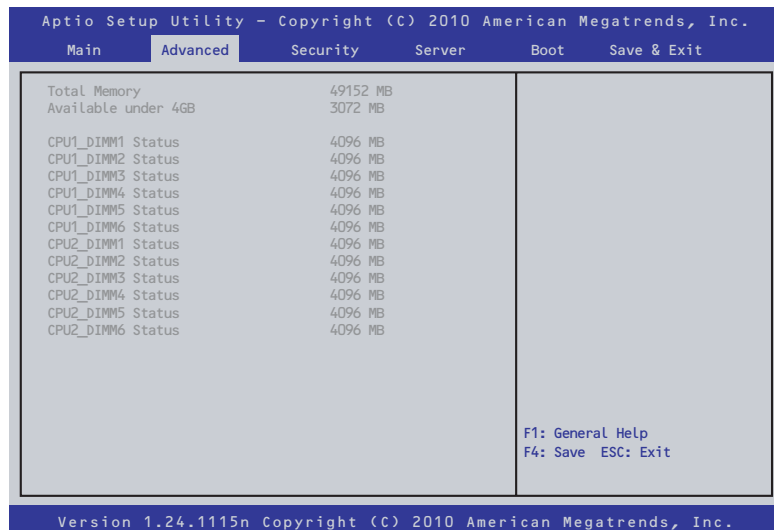 Aptio Setup Utility – Copyright (C) 2010 American Megatrends, Inc.
Main Advanced Security Server Boot Save & Exit
Total Memory 49152 MB
Available under 4GB 3072 MB
CPU1_DIMM1 Status 4096 MB
CPU1_DIMM2 Status 4096 MB
CPU1_DIMM3 Status 4096 MB
CPU1_DIMM4 Status 4096 MB
CPU1_DIMM5 Status 4096 MB
CPU1_DIMM6 Status 4096 MB
CPU2_DIMM1 Status 4096 MB
CPU2_DIMM2 Status 4096 MB
CPU2_DIMM3 Status 4096 MB
CPU2_DIMM4 Status 4096 MB
CPU2_DIMM5 Status 4096 MB
CPU2_DIMM6 Status 4096 MB
F1: General Help
F4: Save ESC: Exit
Version 1.24.1115n Copyright (C) 2010 American Megatrends, Inc.